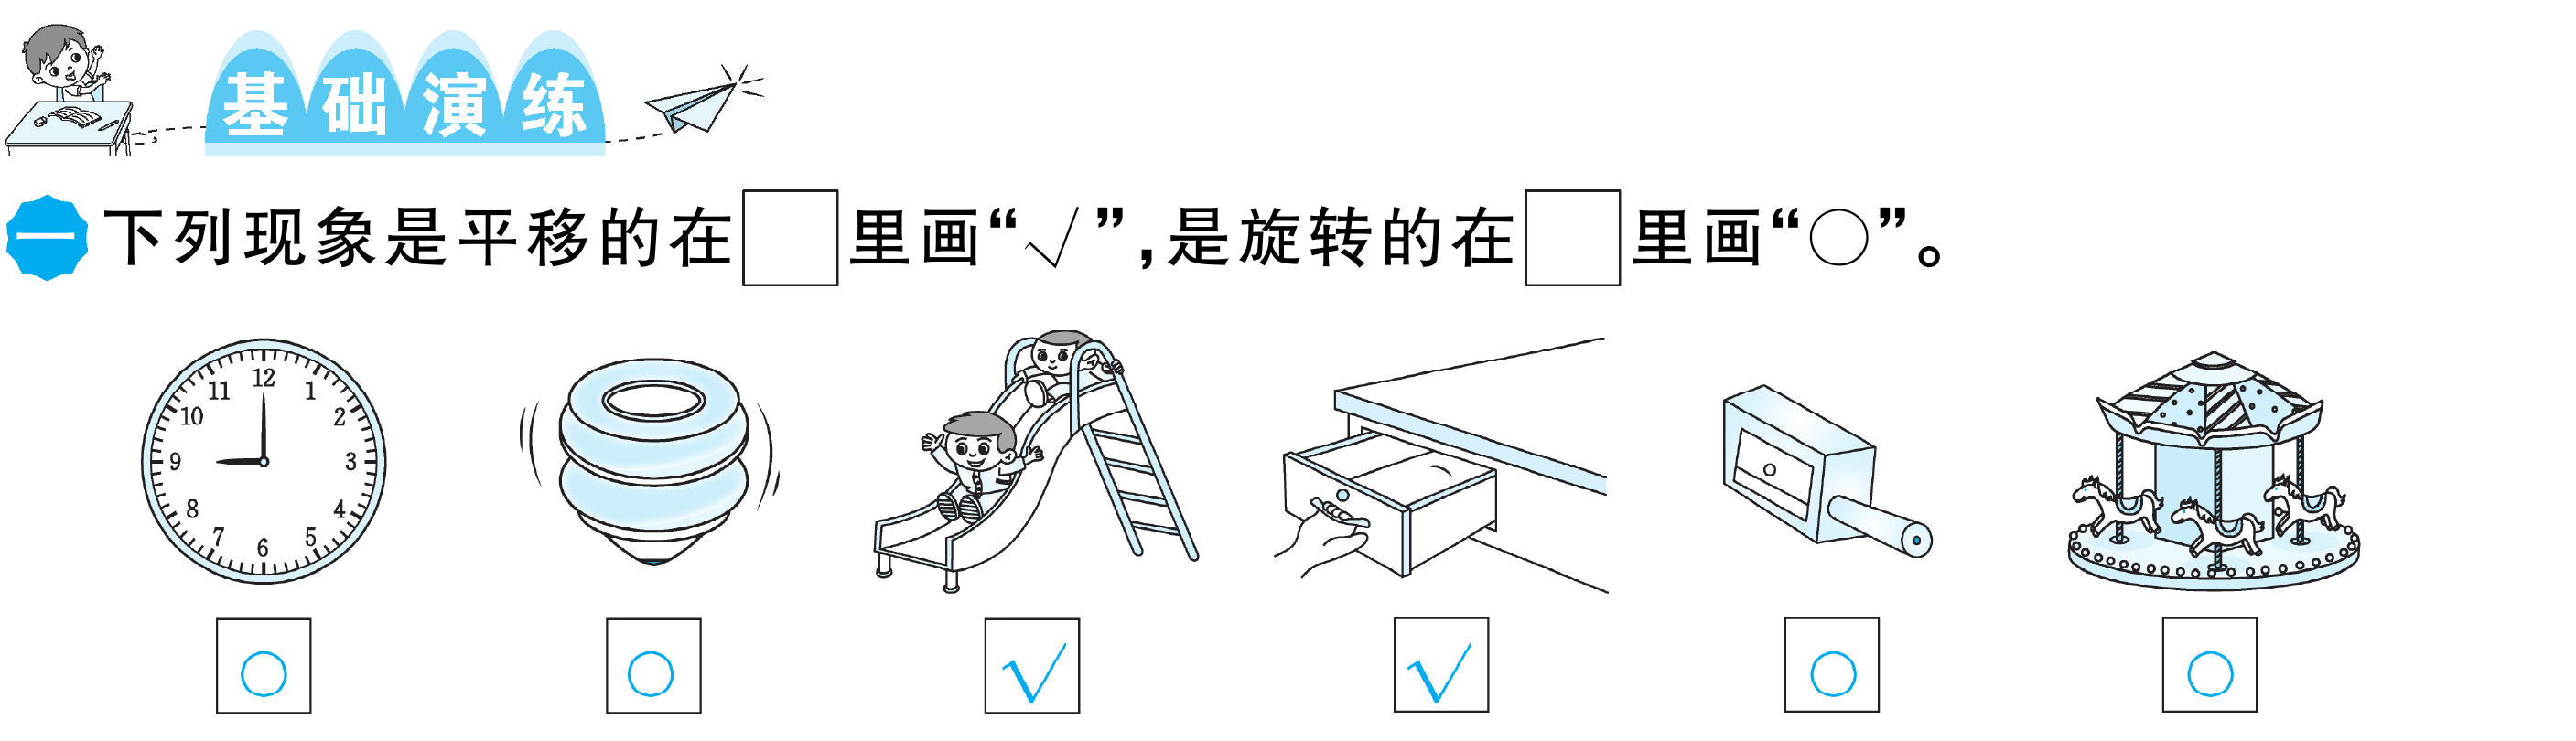 基础演练
一 下列现象是平移的在□里画“√”,是旋转的在□里画“○”。
12
11 1
10 2
9 3
8 4
7 5
6
○ ○ √ √ ○ ○